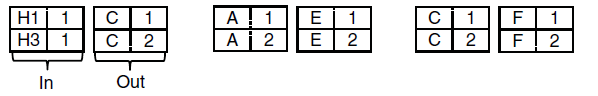 H1 1 C 1 A 1 E 1 C 1 F 1
H3 1 C 2 A 2 E 2 C 2 F 2
In Out